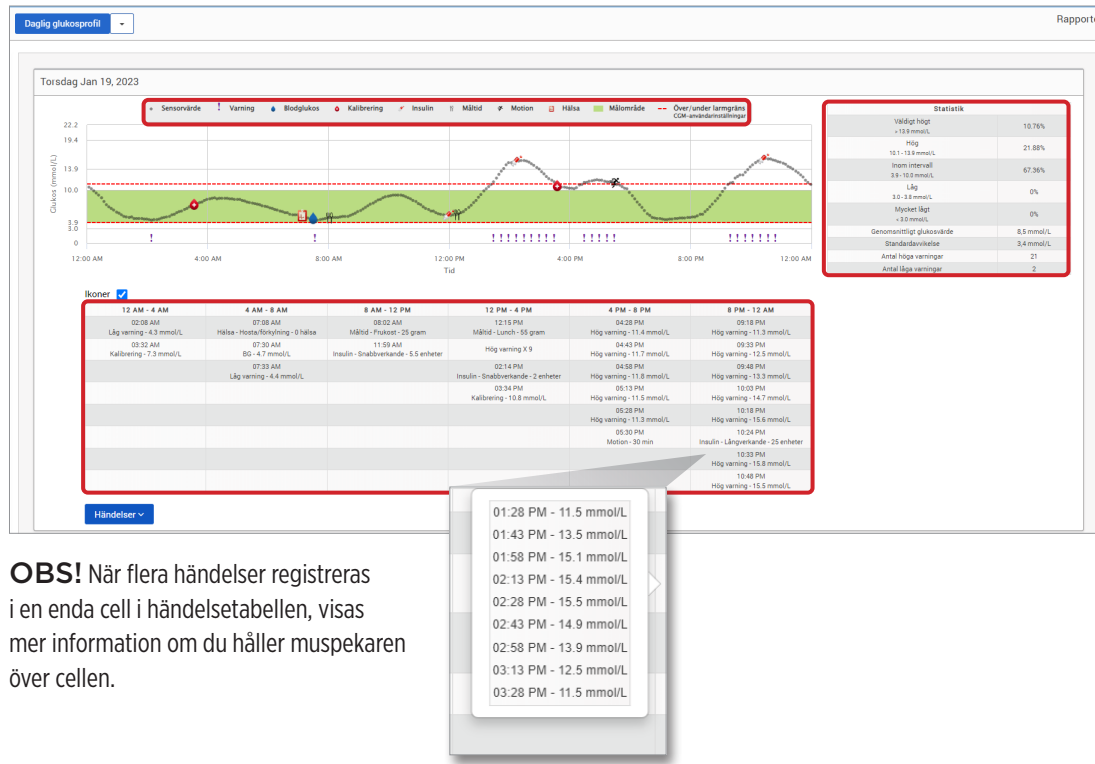 Daglig glukosprofil
Rapporte
Torsdag Jan 19, 2023
Sensorvärde Varning Blodglukos Kalibrering Insulin Måltid Motion Hälsa Målområde Över/under larmgräns
CGM-användarinställningar
Glukos (mmol/L)
22.2
19.4
13.9
10.0
3.9
3.0
0
12:00 AM 4:00 AM 8:00 AM 12:00 PM 4:00 PM 8:00 PM 12:00 AM
Tid
Statistik
Väldigt högt
> 13.9 mmol/L
10.76%
Hög
10.1 - 13.9 mmol/L
21.88%
Inom intervall
3.9 - 10.0 mmol/L
67.36%
Låg
3.0 - 3.8 mmol/L
0%
Mycket lågt
< 3.0 mmol/L
0%
Genomsnittligt glukosvärde 8,5 mmol/L
Standardavvikelse 3,4 mmol/L
Antal höga varningar 21
Antal låga varningar 2
Ikoner
12 AM - 4 AM 4 AM - 8 AM 8 AM - 12 PM 12 PM - 4 PM 4 PM - 8 PM 8 PM - 12 AM
02:08 AM 07:08 AM 08:02 AM 12:15 PM 04:28 PM 09:18 PM
Låg varning - 4.3 mmol/L Hälsa - Hosta/förkylning - 0 hälsa Måltid - Frukost - 25 gram Måltid - Lunch - 55 gram Hög varning - 11.4 mmol/L Hög varning - 11.3 mmol/L
03:32 AM 07:30 AM 11:59 AM Hög varning X 9 04:43 PM 09:33 PM
Kalibrering - 7.3 mmol/L BG - 4.7 mmol/L Insulin - Snabbverkande - 5.5 enheter Hög varning - 11.7 mmol/L Hög varning - 12.5 mmol/L
07:33 AM 02:14 PM 04:58 PM 09:48 PM
Låg varning - 4.4 mmol/L Insulin - Snabbverkande - 2 enheter Hög varning - 11.8 mmol/L Hög varning - 13.3 mmol/L
03:34 PM 05:13 PM 10:03 PM
Kalibrering - 10.8 mmol/L Hög varning - 11.5 mmol/L Hög varning - 14.7 mmol/L
05:28 PM 10:18 PM
Hög varning - 11.3 mmol/L Hög varning - 15.6 mmol/L
05:30 PM 10:24 PM
Motion - 30 min Insulin - Långverkande - 25 enheter
10:33 PM
Hög varning - 15.8 mmol/L
10:48 PM
Hög varning - 15.5 mmol/L
Händelser
01:28 PM - 11.5 mmol/L
01:43 PM - 13.5 mmol/L
01:58 PM - 15.1 mmol/L
02:13 PM - 15.4 mmol/L
02:28 PM - 15.5 mmol/L
02:43 PM - 14.9 mmol/L
02:58 PM - 13.9 mmol/L
03:13 PM - 12.5 mmol/L
03:28 PM - 11.5 mmol/L
OBS! När flera händelser registreras
i en enda cell i händelsetabellen, visas
mer information om du håller muspekaren
över cellen.